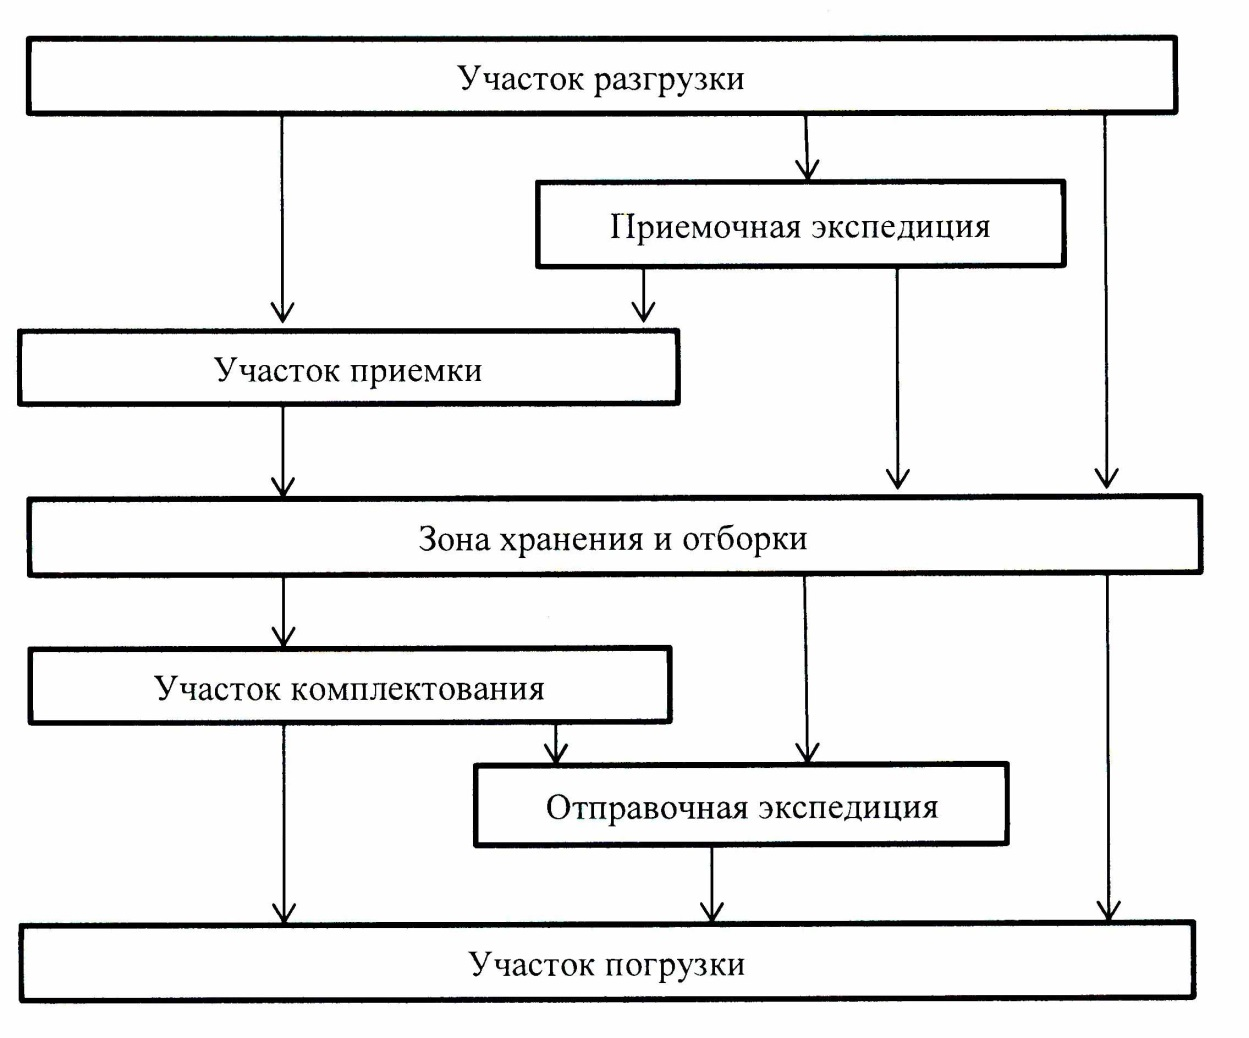 Участок разгрузки
Приемочная экспедиция
Участок приемки
Зона хранения и отборки
Участок комплектования
Отправочная экспедиция
Участок погрузки